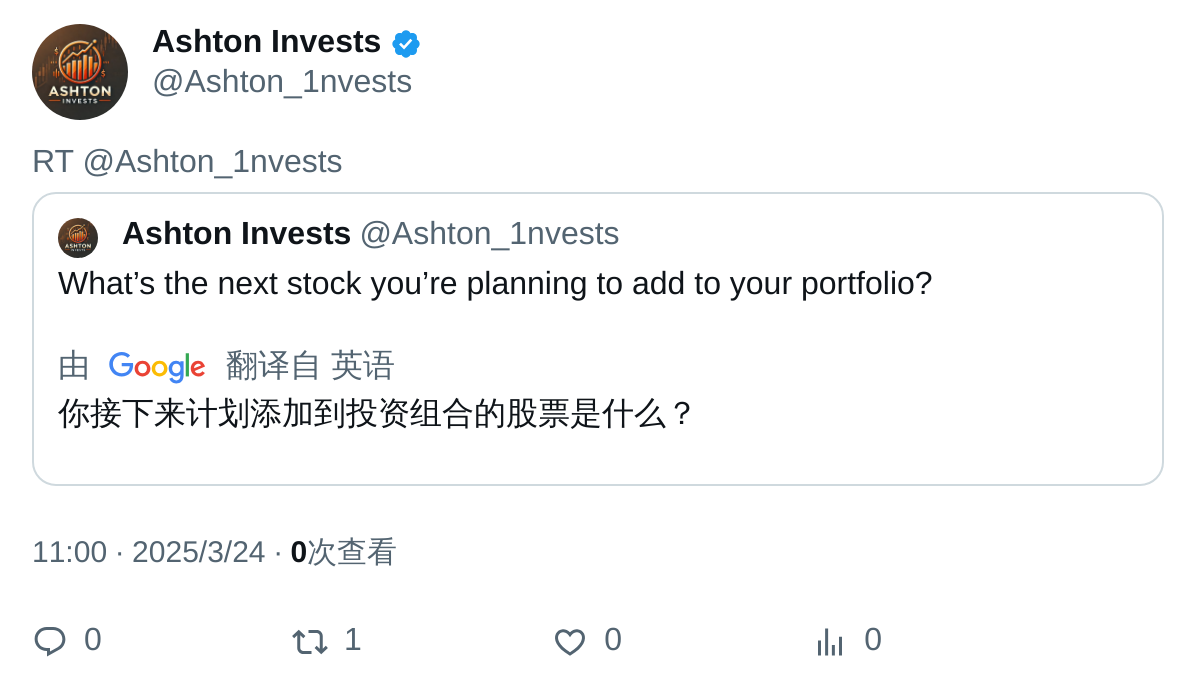 Ashton Invests
@Ashton_1nvests
ASHTON
INVESTS
RT @Ashton_1nvests
Ashton Invests @Ashton_1nvests
What’s the next stock you’re planning to add to your portfolio?
由 Google 翻译自 英语
你接下来计划添加到投资组合的股票是什么？
11:00 · 2025/3/24 · 0次查看
0 1 0 0